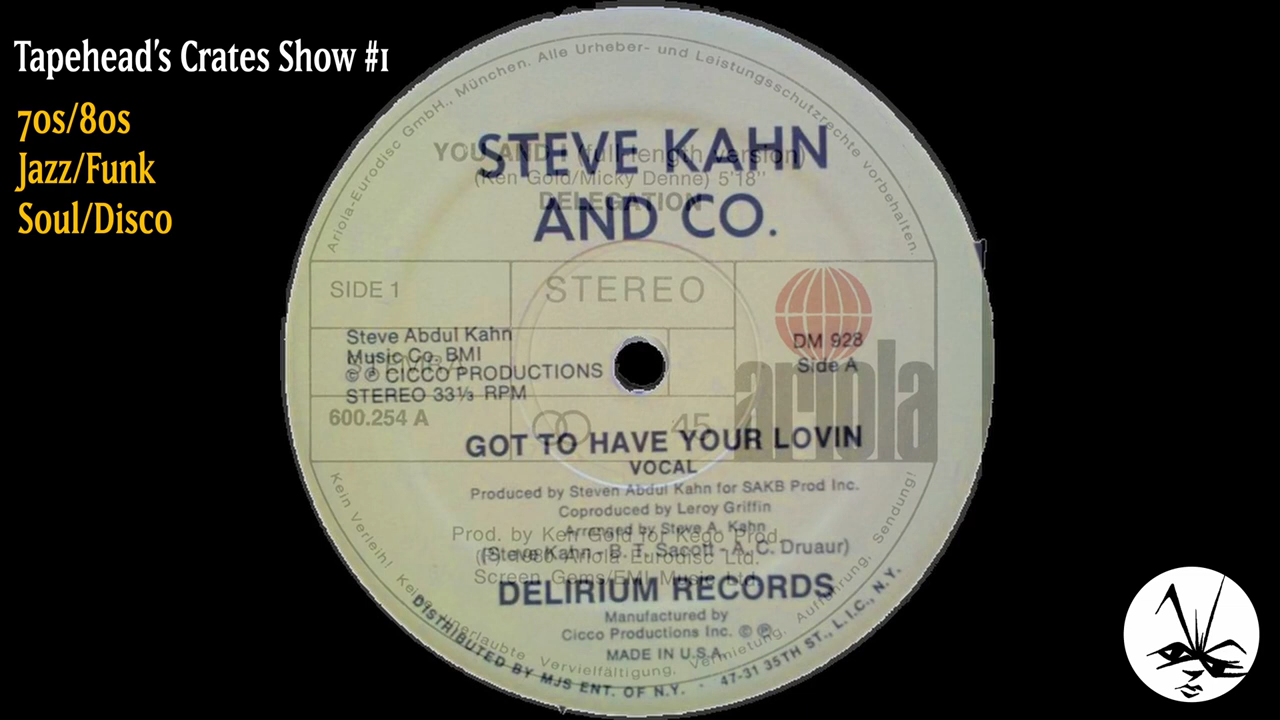 Tapehead's Crates Show #1
70s/80s
Jazz/Funk
Soul/Disco
Ariola-Eurodisc GmbH., München. Alle Urheber- und Leistungsschutzrechte vorbehalten.
STEVE KAHN
AND CO.
YOU AND I (full length version)
(Ken Gold/Micky Denne) 5'18''
DELEGATION
SIDE 1
STEREO
Steve Abdul Kahn
Music Co. BMI
© ℗ CICCO PRODUCTIONS
STEREO 33⅓ RPM
DM 928
Side A
ariola
600.254 A
45
GOT TO HAVE YOUR LOVIN
VOCAL
Produced by Steven Abdul Kahn for SAKB Prod Inc.
Coproduced by Leroy Griffin
Arranged by Steve A. Kahn
(Steve Kahn - B. T. Sacott - A. C. Druaur)
Prod. by Ken Gold for Kego Prod.
(P) 1980 Ariola Eurodisc Ltd.
Screen Gems/EMI Music Ltd.
DELIRIUM RECORDS
Manufactured by
Cicco Productions Inc. © ℗
MADE IN U.S.A.
DISTRIBUTED BY MJS ENT. OF N.Y. · 47-31 35TH ST., L.I.C., N.Y.
Kein Verleih! Keine unerlaubte Vervielfältigung, Vermietung, Aufführung, Sendung!